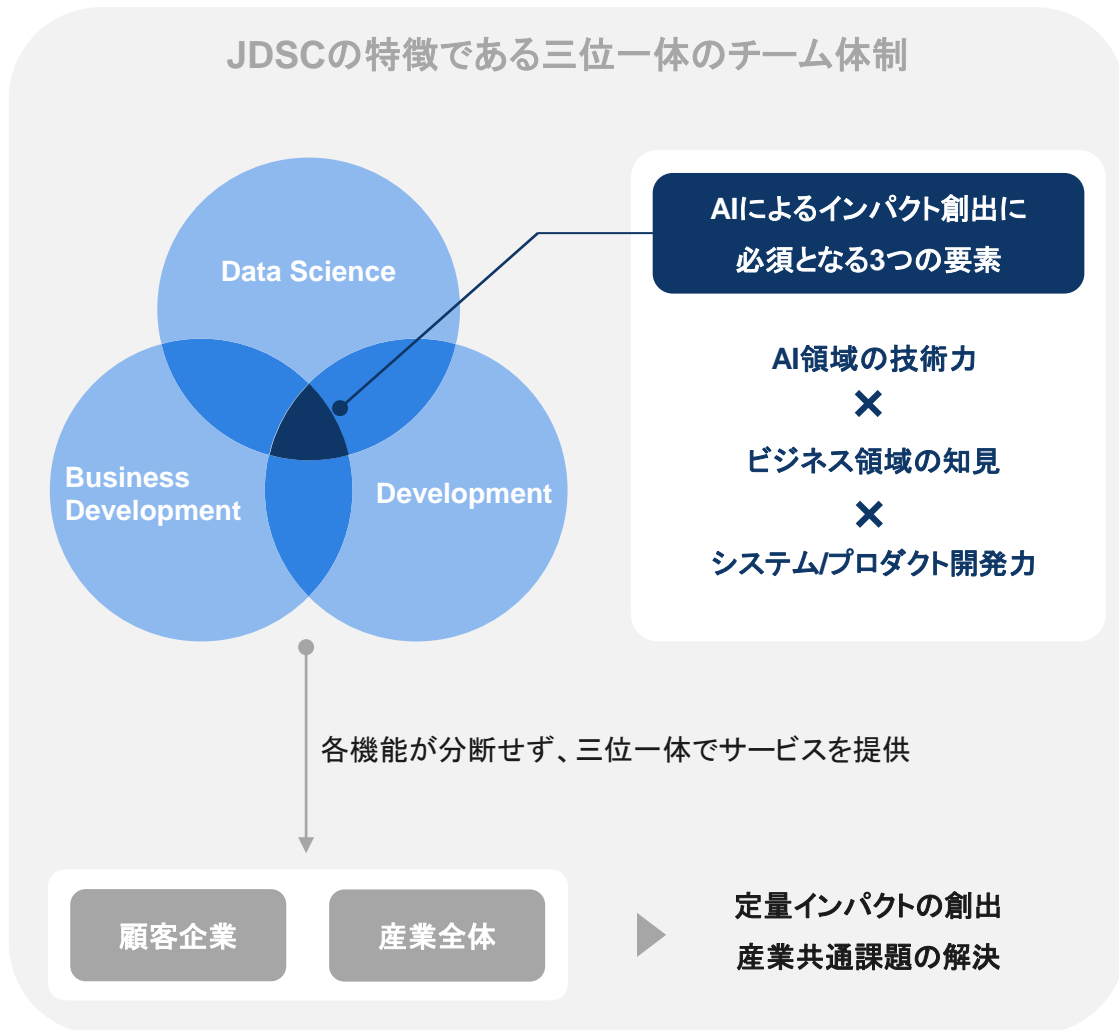 JDSCの特徴である三位一体のチーム体制
Data Science
Business
Development
Development
AIによるインパクト創出に
必須となる3つの要素
AI領域の技術力
×
ビジネス領域の知見
×
システム/プロダクト開発力
各機能が分断せず、三位一体でサービスを提供
顧客企業
産業全体
定量インパクトの創出
産業共通課題の解決